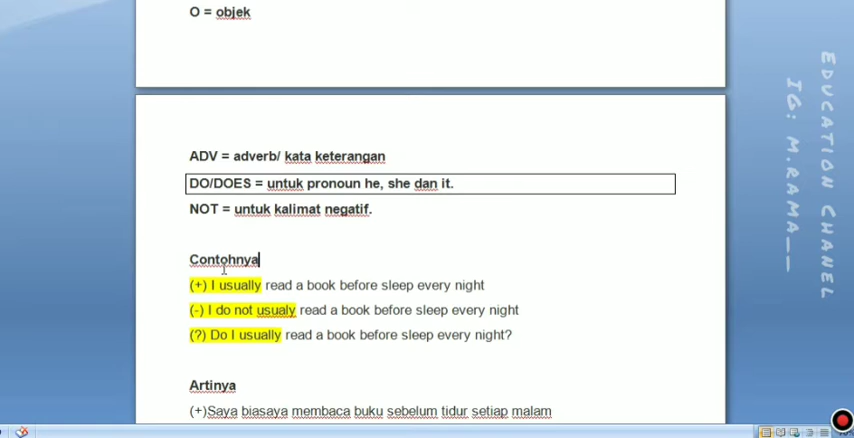 O = objek
ADV = adverb/ kata keterangan
DO/DOES = untuk pronoun he, she dan it.
NOT = untuk kalimat negatif.
Contohnya
(+) I usually read a book before sleep every night
(-) I do not usualy read a book before sleep every night
(?) Do I usually read a book before sleep every night?
Artinya
(+)Saya biasaya membaca buku sebelum tidur setiap malam
EDUCATION CHANEL
IG: M.RAMA__